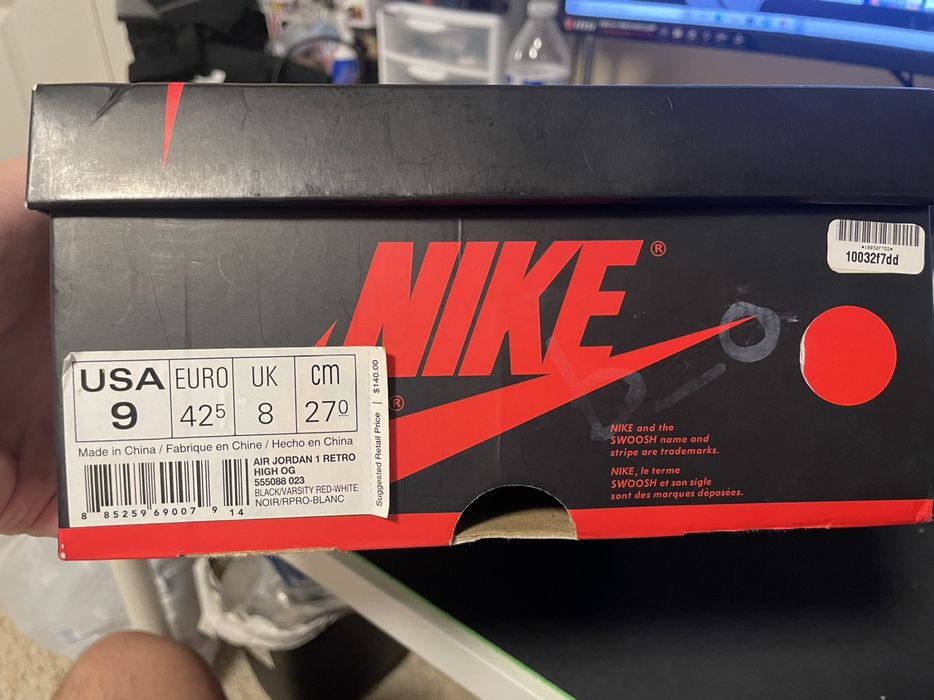 NIKE®
*10032F7DD*
10032f7dd
USA EURO UK cm
9 42⁵ 8 27⁰
Made in China / Fabrique en Chine / Hecho en China
AIR JORDAN 1 RETRO
HIGH OG
555088 023
BLACK/VARSITY RED-WHITE
NOIR/RPRO-BLANC
8 85259 69007 9 14
Suggested Retail Price | $140.00
®
NIKE and the
SWOOSH name and
stripe are trademarks.
NIKE, le terme
SWOOSH et son sigle
sont des marques déposées.